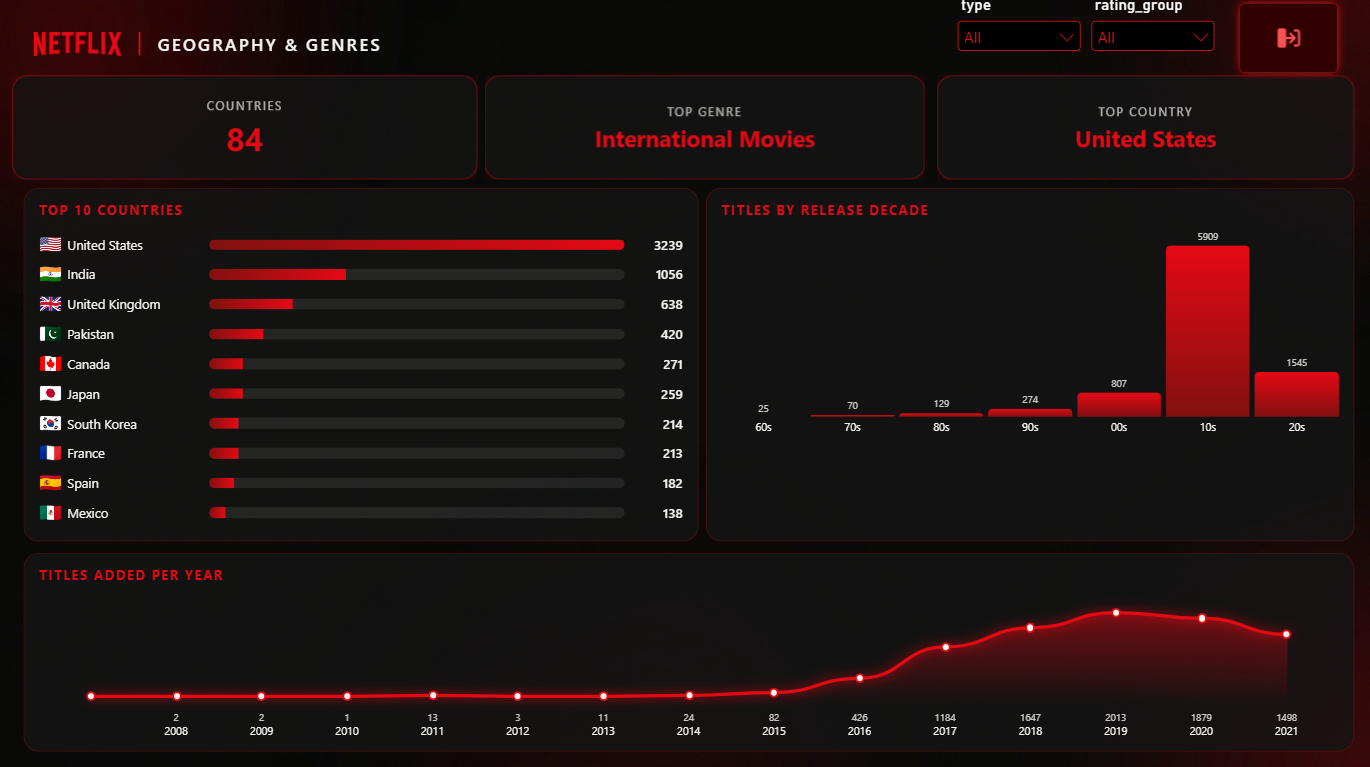 type rating_group
NETFLIX | GEOGRAPHY & GENRES
All All
COUNTRIES
84
TOP GENRE
International Movies
TOP COUNTRY
United States
TOP 10 COUNTRIES
United States 3239
India 1056
United Kingdom 638
Pakistan 420
Canada 271
Japan 259
South Korea 214
France 213
Spain 182
Mexico 138
TITLES BY RELEASE DECADE
25 70 129 274 807 5909 1545
60s 70s 80s 90s 00s 10s 20s
TITLES ADDED PER YEAR
2 2 1 13 3 11 24 82 426 1184 1647 2013 1879 1498
2008 2009 2010 2011 2012 2013 2014 2015 2016 2017 2018 2019 2020 2021